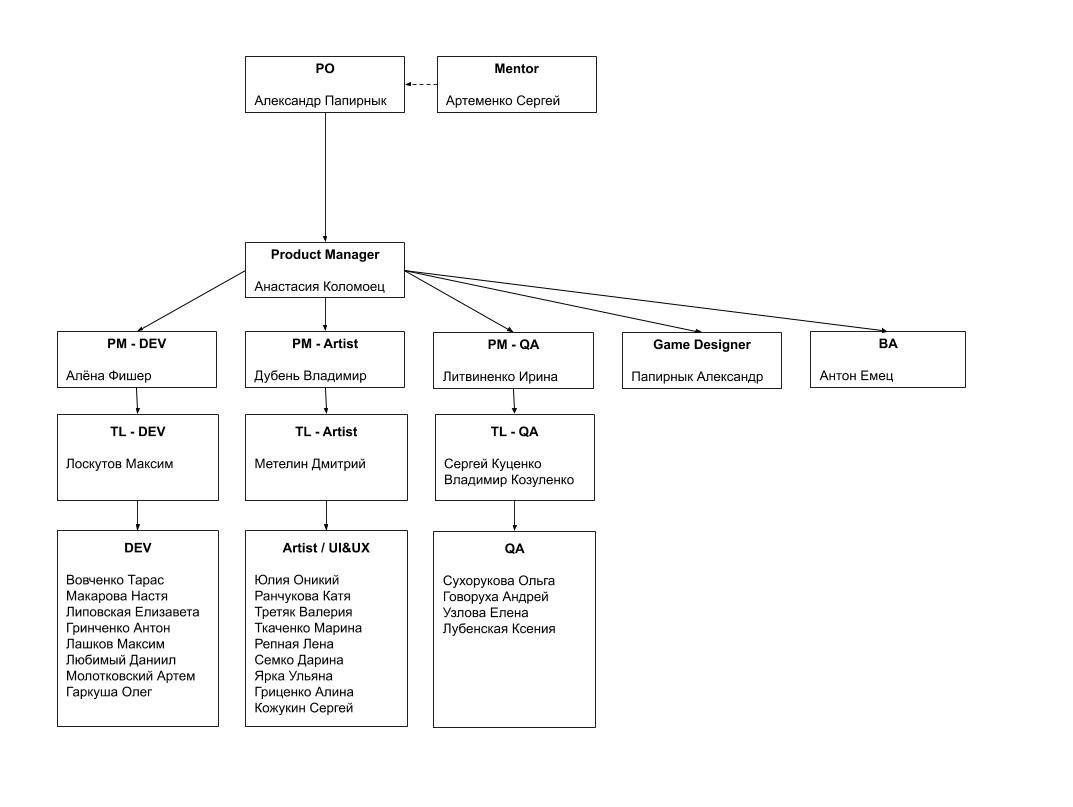 PO
Александр Папирнык
Mentor
Артеменко Сергей
Product Manager
Анастасия Коломоец
PM - DEV
Алёна Фишер
PM - Artist
Дубень Владимир
PM - QA
Литвиненко Ирина
Game Designer
Папирнык Александр
BA
Антон Емец
TL - DEV
Лоскутов Максим
TL - Artist
Метелин Дмитрий
TL - QA
Сергей Куценко
Владимир Козуленко
DEV
Вовченко Тарас
Макарова Настя
Липовская Елизавета
Гринченко Антон
Лашков Максим
Любимый Даниил
Молотковский Артем
Гаркуша Олег
Artist / UI&UX
Юлия Оникий
Ранчукова Катя
Третяк Валерия
Ткаченко Марина
Репная Лена
Семко Дарина
Ярка Ульяна
Гриценко Алина
Кожукин Сергей
QA
Сухорукова Ольга
Говоруха Андрей
Узлова Елена
Лубенская Ксения